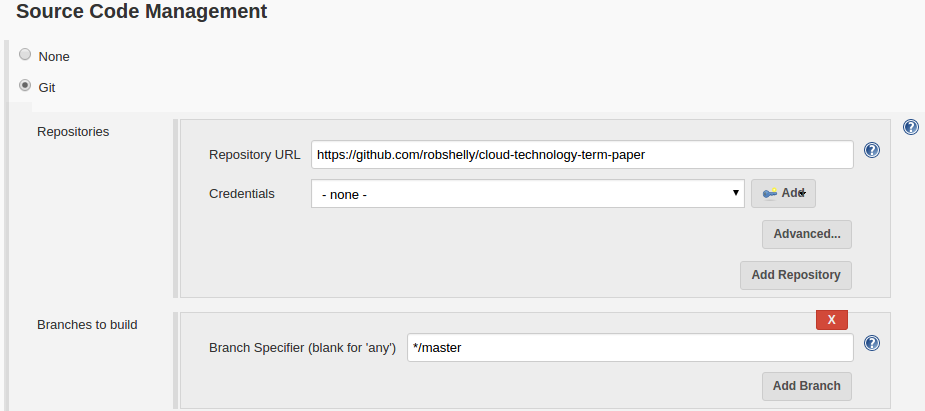 Source Code Management
None
Git
Repositories
Repository URL https://github.com/robshelly/cloud-technology-term-paper
Credentials - none - Add
Advanced...
Add Repository
Branches to build
X
Branch Specifier (blank for 'any') */master
Add Branch